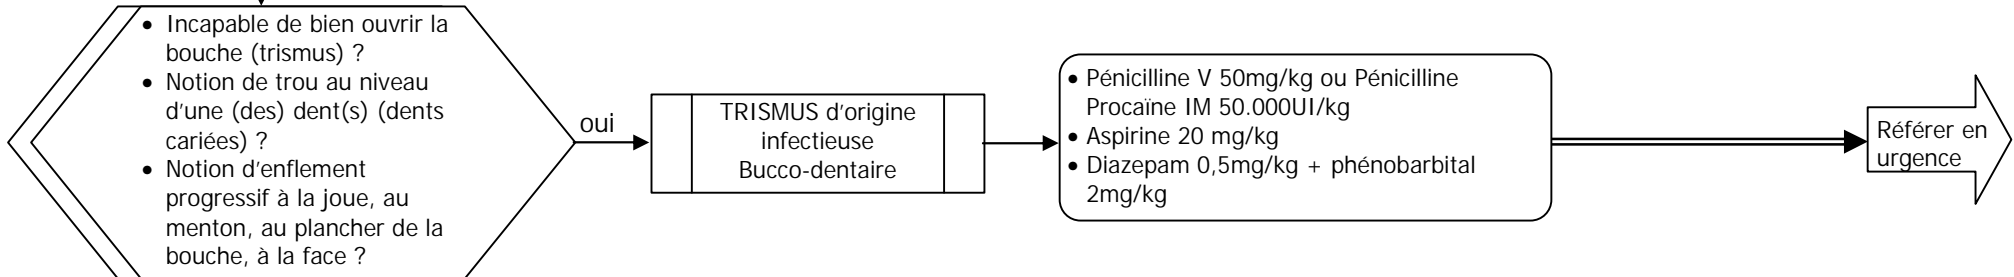 • Incapable de bien ouvrir la
bouche (trismus) ?
• Notion de trou au niveau
d'une (des) dent(s) (dents
cariées) ?
• Notion d'enflement
progressif à la joue, au
menton, au plancher de la
bouche, à la face ?
oui
TRISMUS d'origine
infectieuse
Bucco-dentaire
• Pénicilline V 50mg/kg ou Pénicilline
Procaïne IM 50.000UI/kg
• Aspirine 20 mg/kg
• Diazepam 0,5mg/kg + phénobarbital
2mg/kg
Référer en
urgence